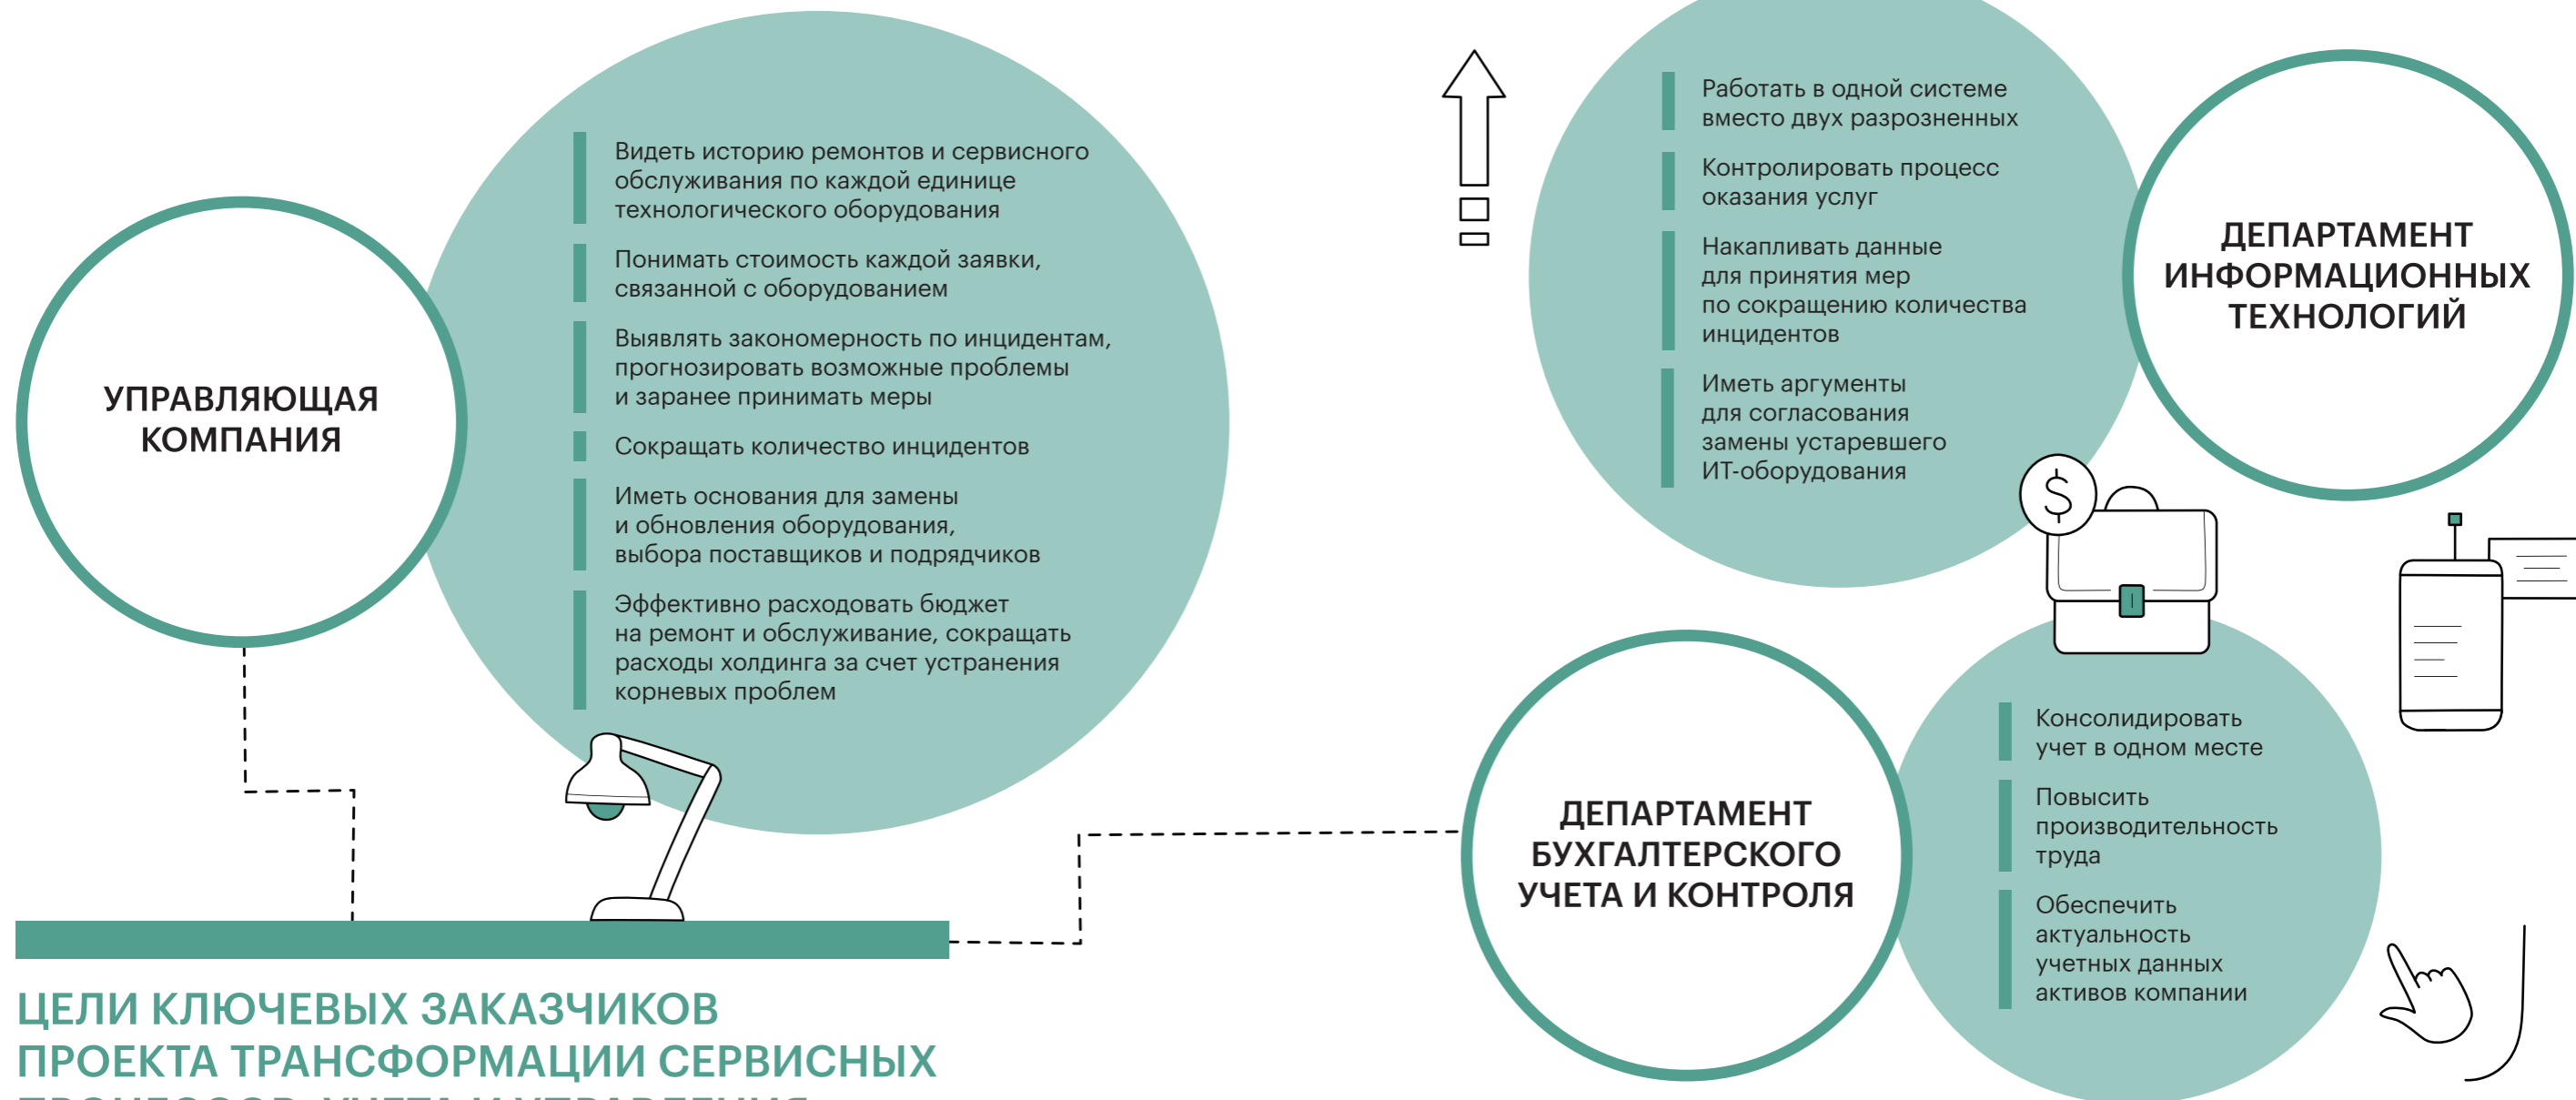 УПРАВЛЯЮЩАЯ
КОМПАНИЯ
Видеть историю ремонтов и сервисного
обслуживания по каждой единице
технологического оборудования
Понимать стоимость каждой заявки,
связанной с оборудованием
Выявлять закономерность по инцидентам,
прогнозировать возможные проблемы
и заранее принимать меры
Сокращать количество инцидентов
Иметь основания для замены
и обновления оборудования,
выбора поставщиков и подрядчиков
Эффективно расходовать бюджет
на ремонт и обслуживание, сокращать
расходы холдинга за счет устранения
корневых проблем
Работать в одной системе
вместо двух разрозненных
Контролировать процесс
оказания услуг
Накапливать данные
для принятия мер
по сокращению количества
инцидентов
Иметь аргументы
для согласования
замены устаревшего
ИТ-оборудования
ДЕПАРТАМЕНТ
ИНФОРМАЦИОННЫХ
ТЕХНОЛОГИЙ
$
ДЕПАРТАМЕНТ
БУХГАЛТЕРСКОГО
УЧЕТА И КОНТРОЛЯ
Консолидировать
учет в одном месте
Повысить
производительность
труда
Обеспечить
актуальность
учетных данных
активов компании
ЦЕЛИ КЛЮЧЕВЫХ ЗАКАЗЧИКОВ
ПРОЕКТА ТРАНСФОРМАЦИИ СЕРВИСНЫХ
ПРОЦЕССОВ, УЧЕТА И УПРАВЛЕНИЯ